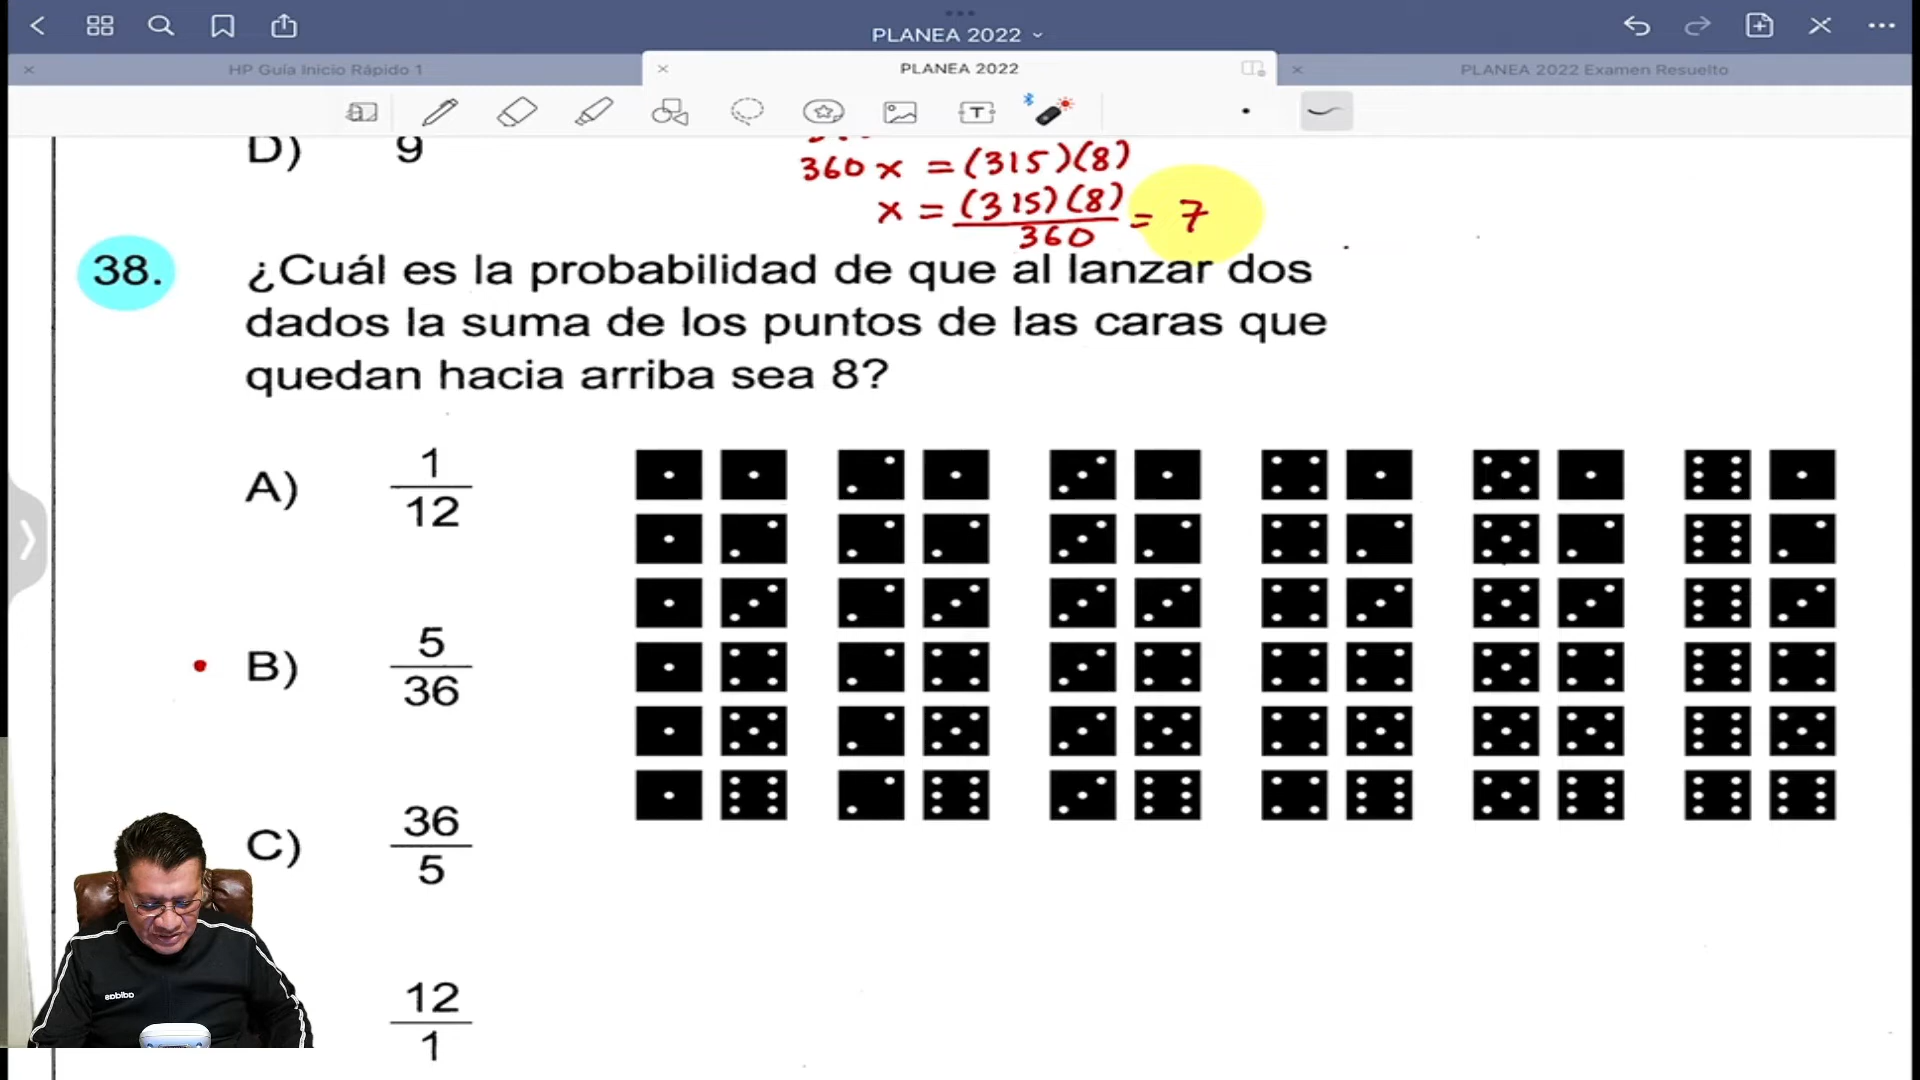 PLANEA 2022
HP Guía Inicio Rápido 1
PLANEA 2022
PLANEA 2022 Examen Resuelto
D) 9
360 x = (315)(8)
x = (315)(8) / 360 = 7
38. ¿Cuál es la probabilidad de que al lanzar dos
dados la suma de los puntos de las caras que
quedan hacia arriba sea 8?
A) 1/12
B) 5/36
C) 36/5
12/1
adidas